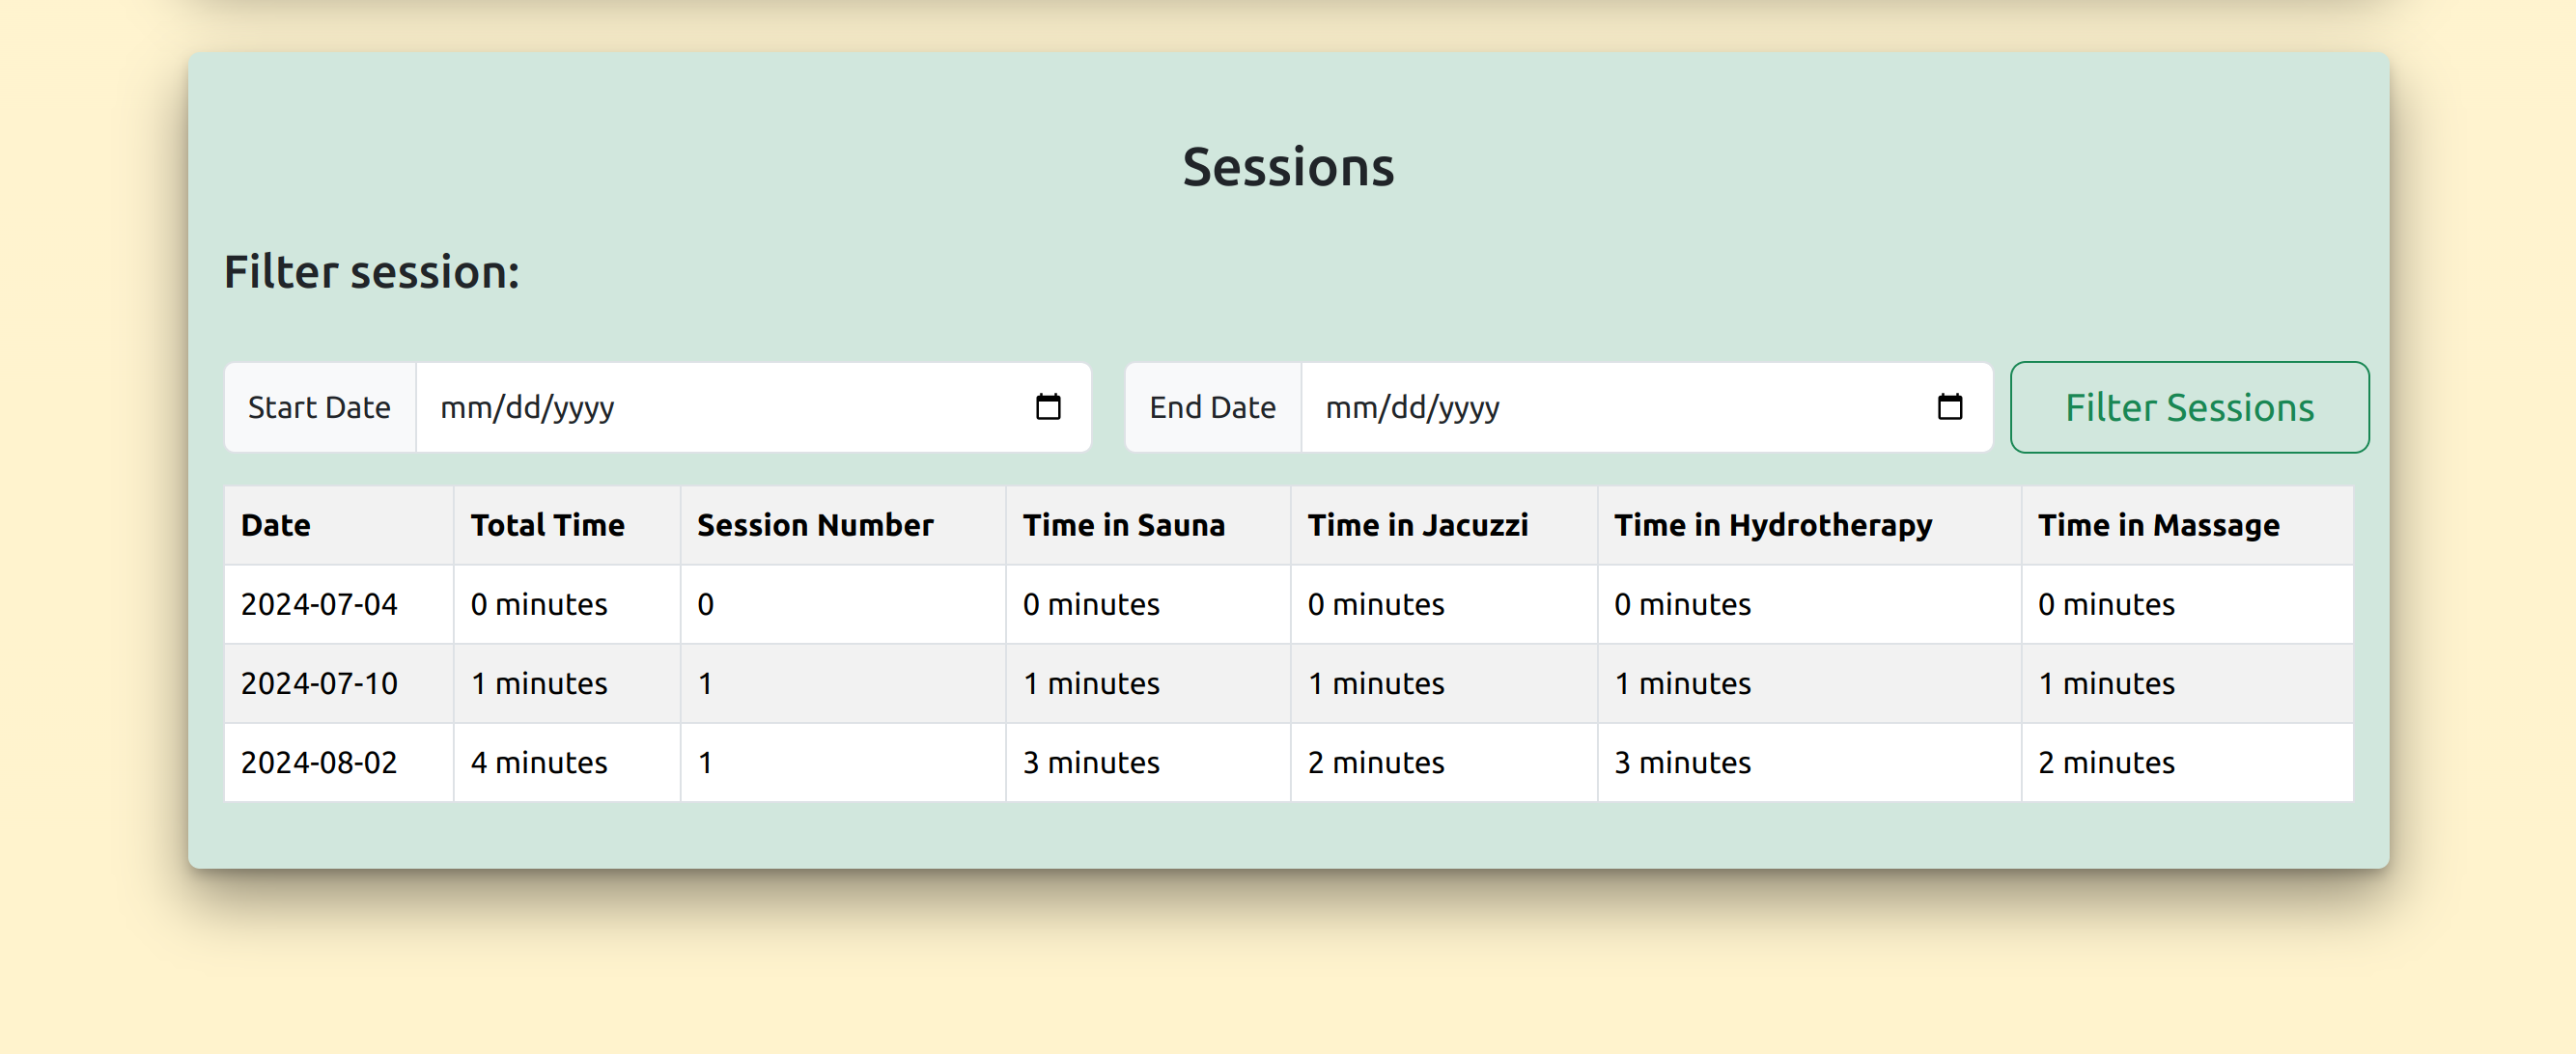 Sessions
Filter session:
Start Date mm/dd/yyyy End Date mm/dd/yyyy Filter Sessions
Date Total Time Session Number Time in Sauna Time in Jacuzzi Time in Hydrotherapy Time in Massage
2024-07-04 0 minutes 0 0 minutes 0 minutes 0 minutes 0 minutes
2024-07-10 1 minutes 1 1 minutes 1 minutes 1 minutes 1 minutes
2024-08-02 4 minutes 1 3 minutes 2 minutes 3 minutes 2 minutes